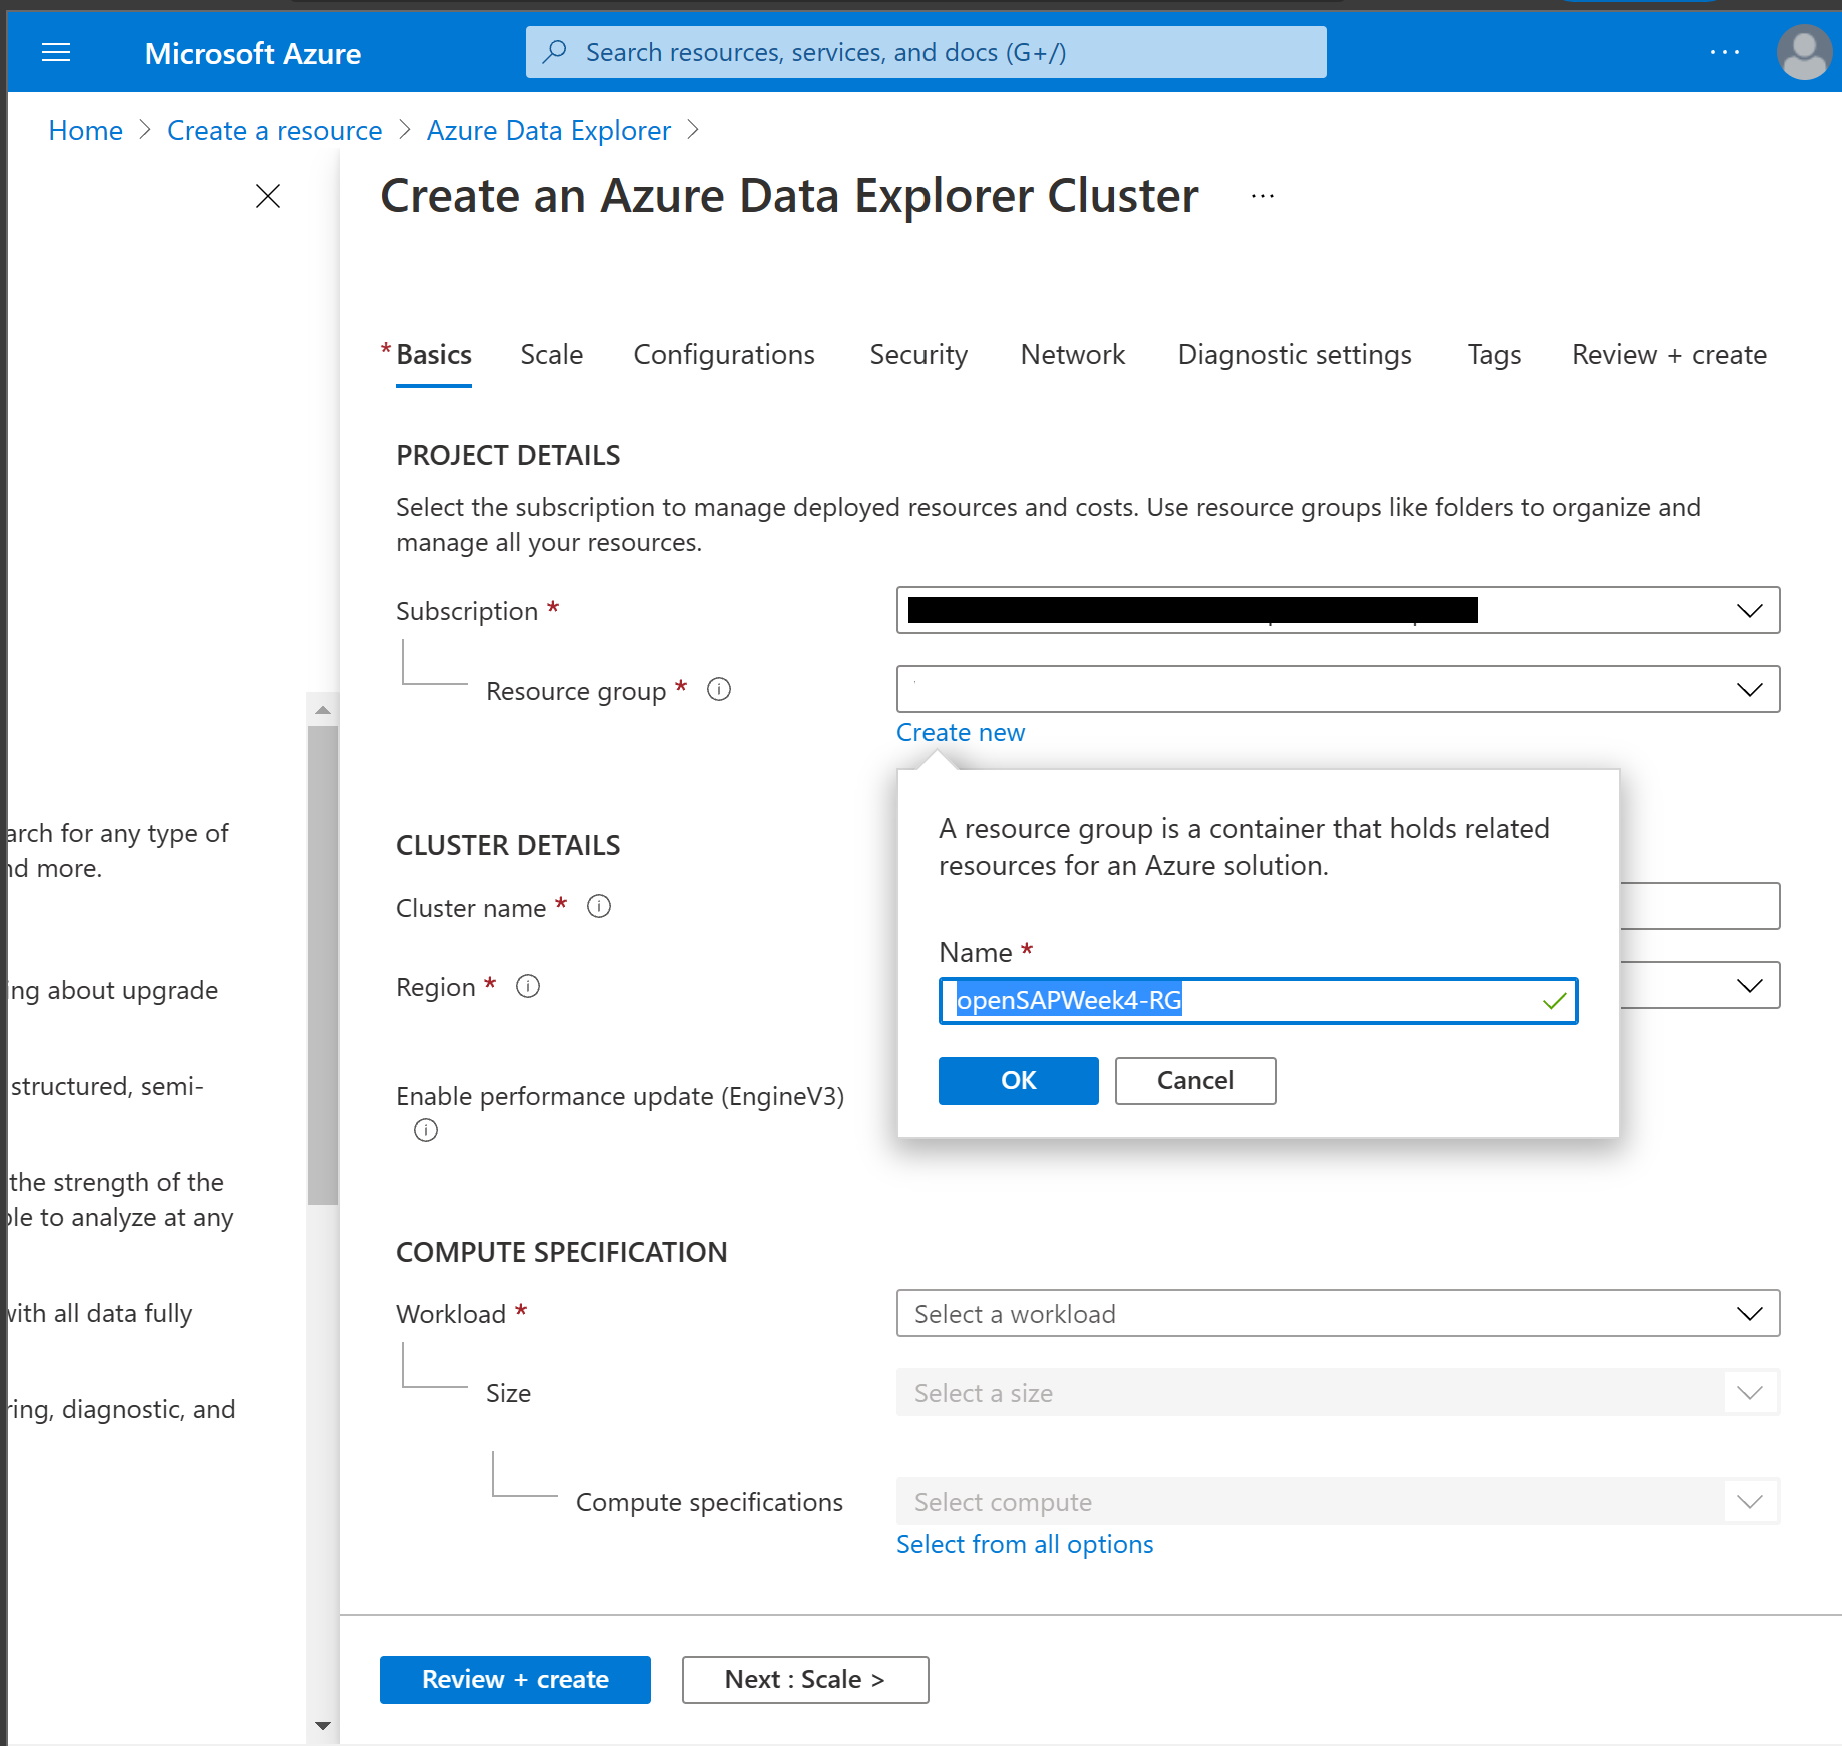 Microsoft Azure
Search resources, services, and docs (G+/)
Home > Create a resource > Azure Data Explorer >
Create an Azure Data Explorer Cluster ...
* Basics Scale Configurations Security Network Diagnostic settings Tags Review + create
PROJECT DETAILS
Select the subscription to manage deployed resources and costs. Use resource groups like folders to organize and
manage all your resources.
Subscription *
Resource group *
Create new
A resource group is a container that holds related
resources for an Azure solution.
Name *
openSAPWeek4-RG
OK Cancel
CLUSTER DETAILS
Cluster name *
Region *
Enable performance update (EngineV3)
COMPUTE SPECIFICATION
Workload * Select a workload
Size Select a size
Compute specifications Select compute
Select from all options
Review + create Next : Scale >
arch for any type of
nd more.
ing about upgrade
structured, semi-
the strength of the
ble to analyze at any
with all data fully
ring, diagnostic, and